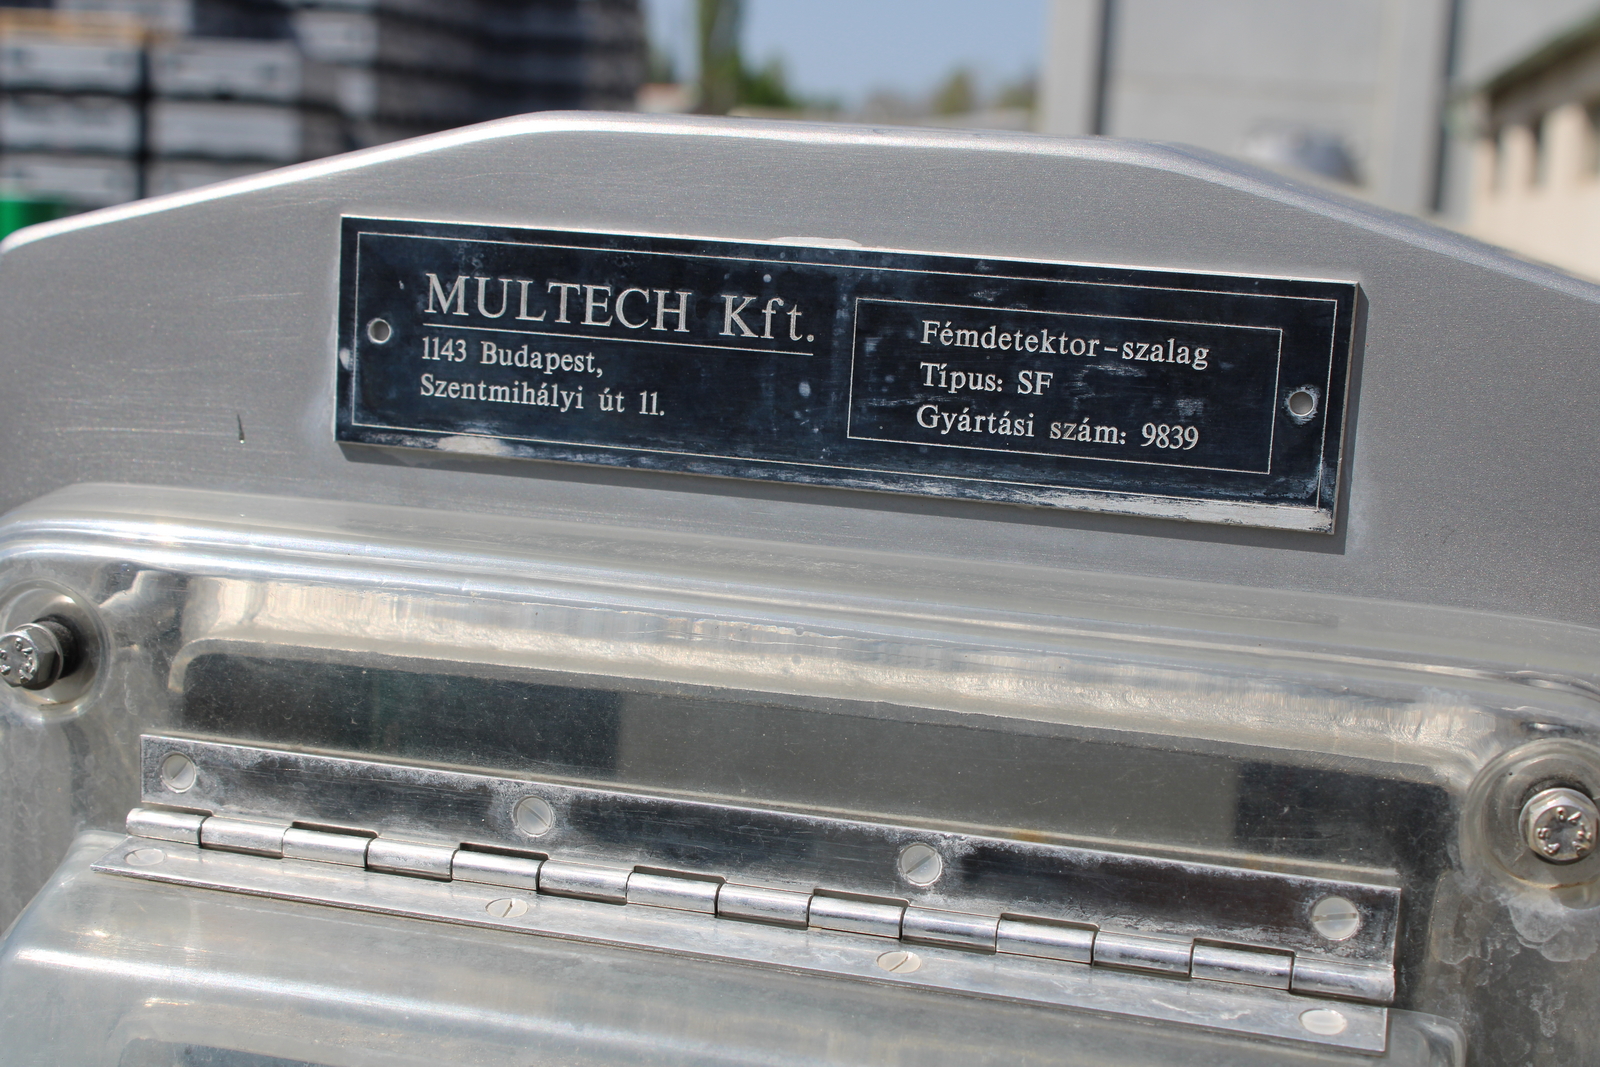 MULTECH Kft.
1143 Budapest,
Szentmihályi út 11.
Fémdetektor-szalag
Típus: SF
Gyártási szám: 9839